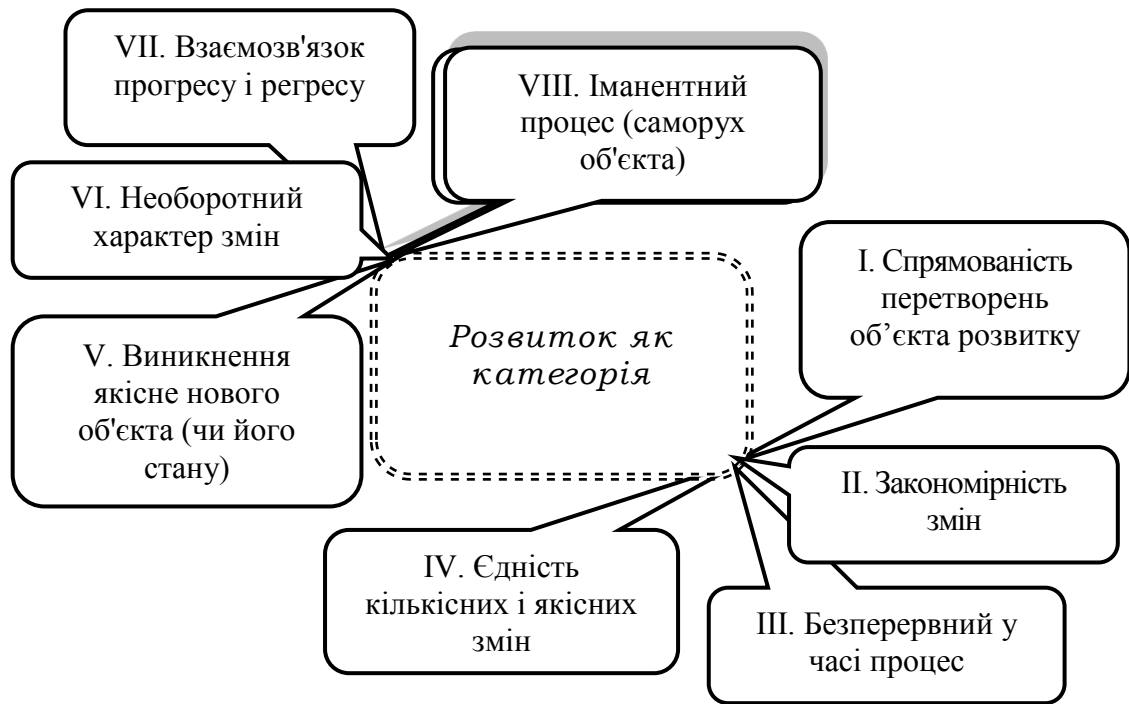 VII. Взаємозв'язок
прогресу і регресу
VIII. Іманентний
процес (саморух
об'єкта)
VI. Необоротний
характер змін
I. Спрямованість
перетворень
об’єкта розвитку
Розвиток як
категорія
V. Виникнення
якісне нового
об'єкта (чи його
стану)
II. Закономірність
змін
IV. Єдність
кількісних і якісних
змін
III. Безперервний у
часі процес